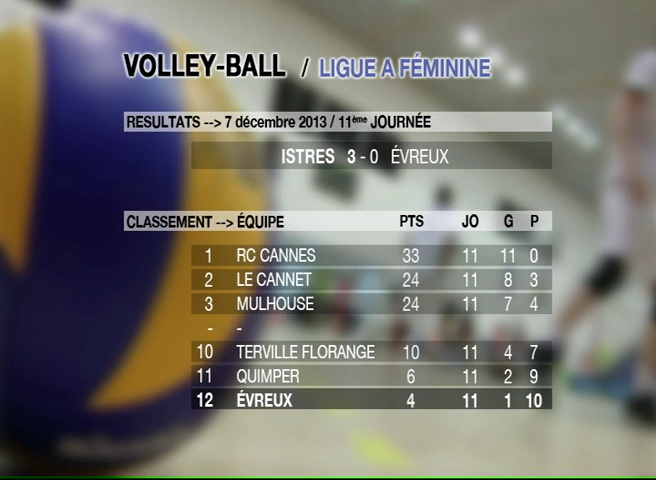 VOLLEY-BALL / LIGUE A FÉMININE
RESULTATS --> 7 décembre 2013 / 11ème JOURNÉE
ISTRES 3 - 0 ÉVREUX
CLASSEMENT --> ÉQUIPE PTS JO G P
1 RC CANNES 33 11 11 0
2 LE CANNET 24 11 8 3
3 MULHOUSE 24 11 7 4
- -
10 TERVILLE FLORANGE 10 11 4 7
11 QUIMPER 6 11 2 9
12 ÉVREUX 4 11 1 10